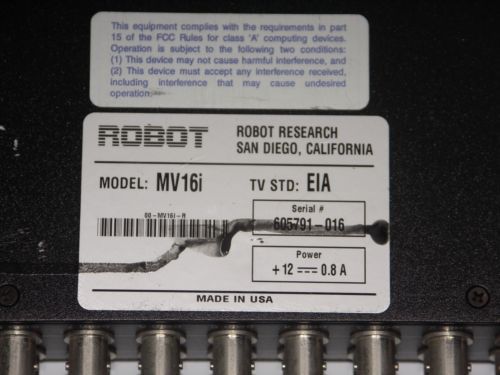 This equipment complies with the requirements in part
15 of the FCC Rules for class 'A' computing devices.
Operation is subject to the following two conditions:
(1) This device may not cause harmful interference, and
(2) This device must accept any interference received,
including interference that may cause undesired
operation.
ROBOT
ROBOT RESEARCH
SAN DIEGO, CALIFORNIA
MODEL: MV16i
TV STD: EIA
00-MV16i-R
Serial #
605791-016
Power
+12 0.8 A
MADE IN USA